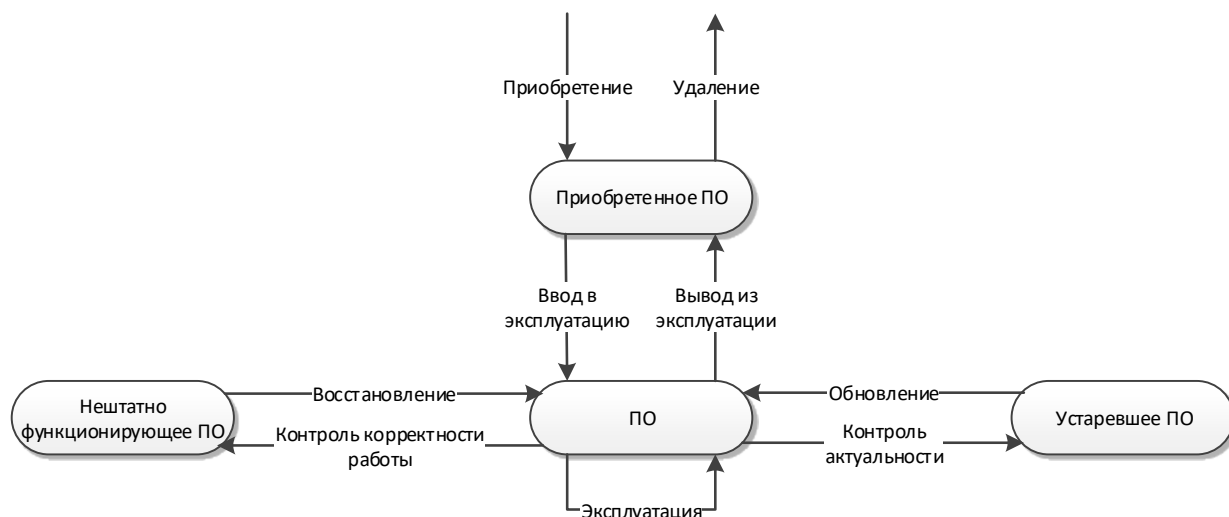 Приобретение
Удаление
Приобретенное ПО
Ввод в
эксплуатацию
Вывод из
эксплуатации
Восстановление
Обновление
Нештатно
функционирующее ПО
ПО
Устаревшее ПО
Контроль корректности
работы
Контроль
актуальности
Эксплуатация